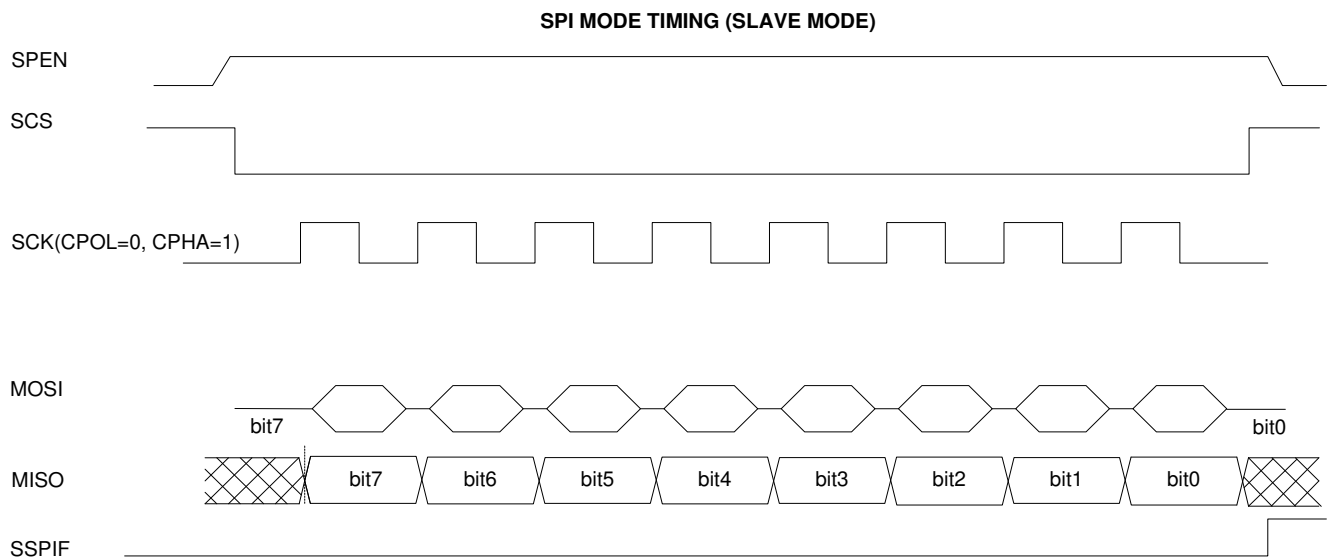 SPI MODE TIMING (SLAVE MODE)
SPEN
SCS
SCK(CPOL=0, CPHA=1)
MOSI
bit7
bit0
MISO
bit7
bit6
bit5
bit4
bit3
bit2
bit1
bit0
SSPIF